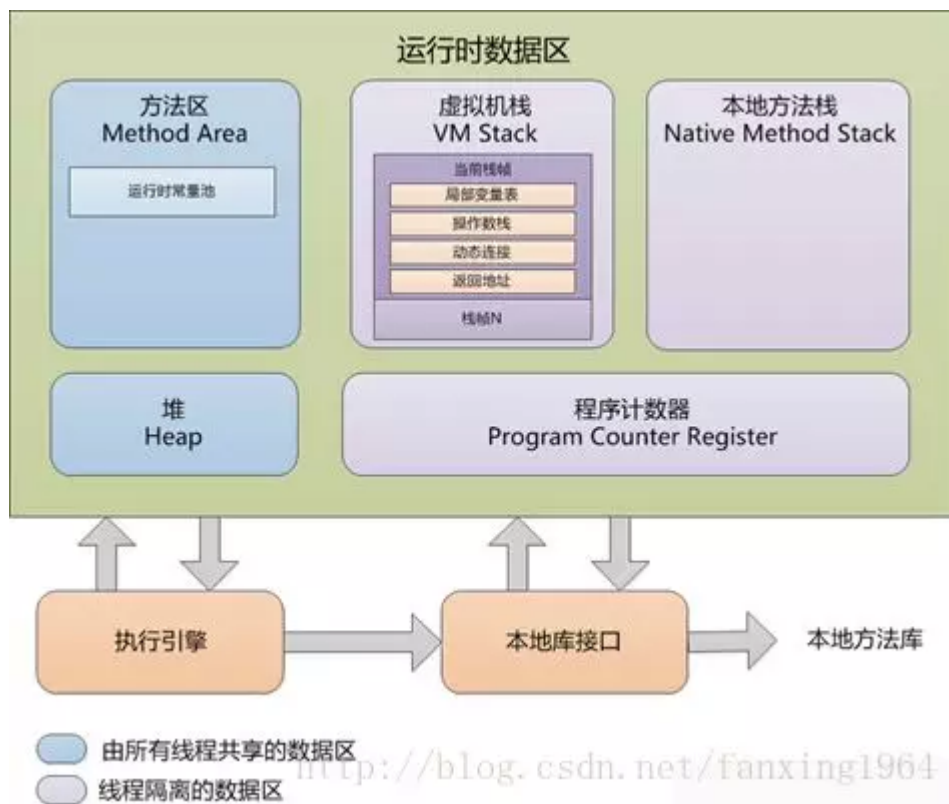 运行时数据区
方法区
Method Area
运行时常量池
虚拟机栈
VM Stack
当前栈帧
局部变量表
操作数栈
动态连接
返回地址
栈帧N
本地方法栈
Native Method Stack
堆
Heap
程序计数器
Program Counter Register
执行引擎
本地库接口
本地方法库
由所有线程共享的数据区
线程隔离的数据区
http://blog.csdn.net/fanxing1964